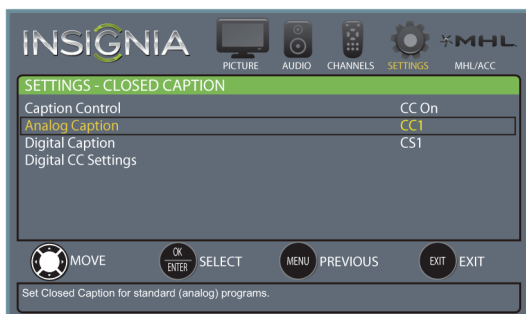 INSIGNIA
PICTURE AUDIO CHANNELS SETTINGS MHL MHL/ACC
SETTINGS - CLOSED CAPTION
Caption Control CC On
Analog Caption CC1
Digital Caption CS1
Digital CC Settings
MOVE OK ENTER SELECT MENU PREVIOUS EXIT EXIT
Set Closed Caption for standard (analog) programs.